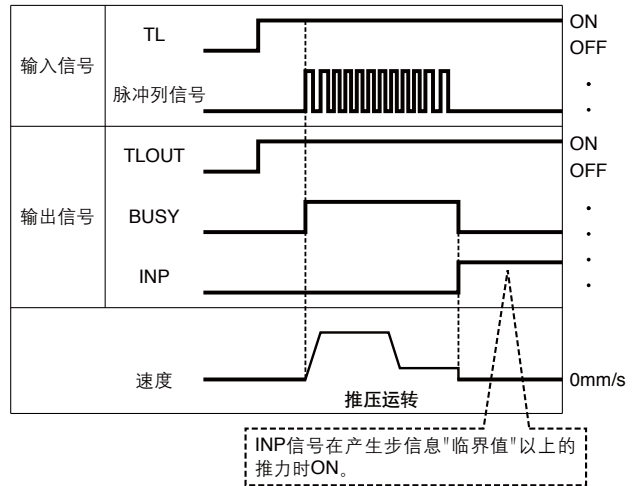 输入信号
TL
ON
OFF
脉冲列信号
输出信号
TLOUT
ON
OFF
BUSY
INP
速度
0mm/s
推压运转
INP信号在产生步信息"临界值"以上的
推力时ON。